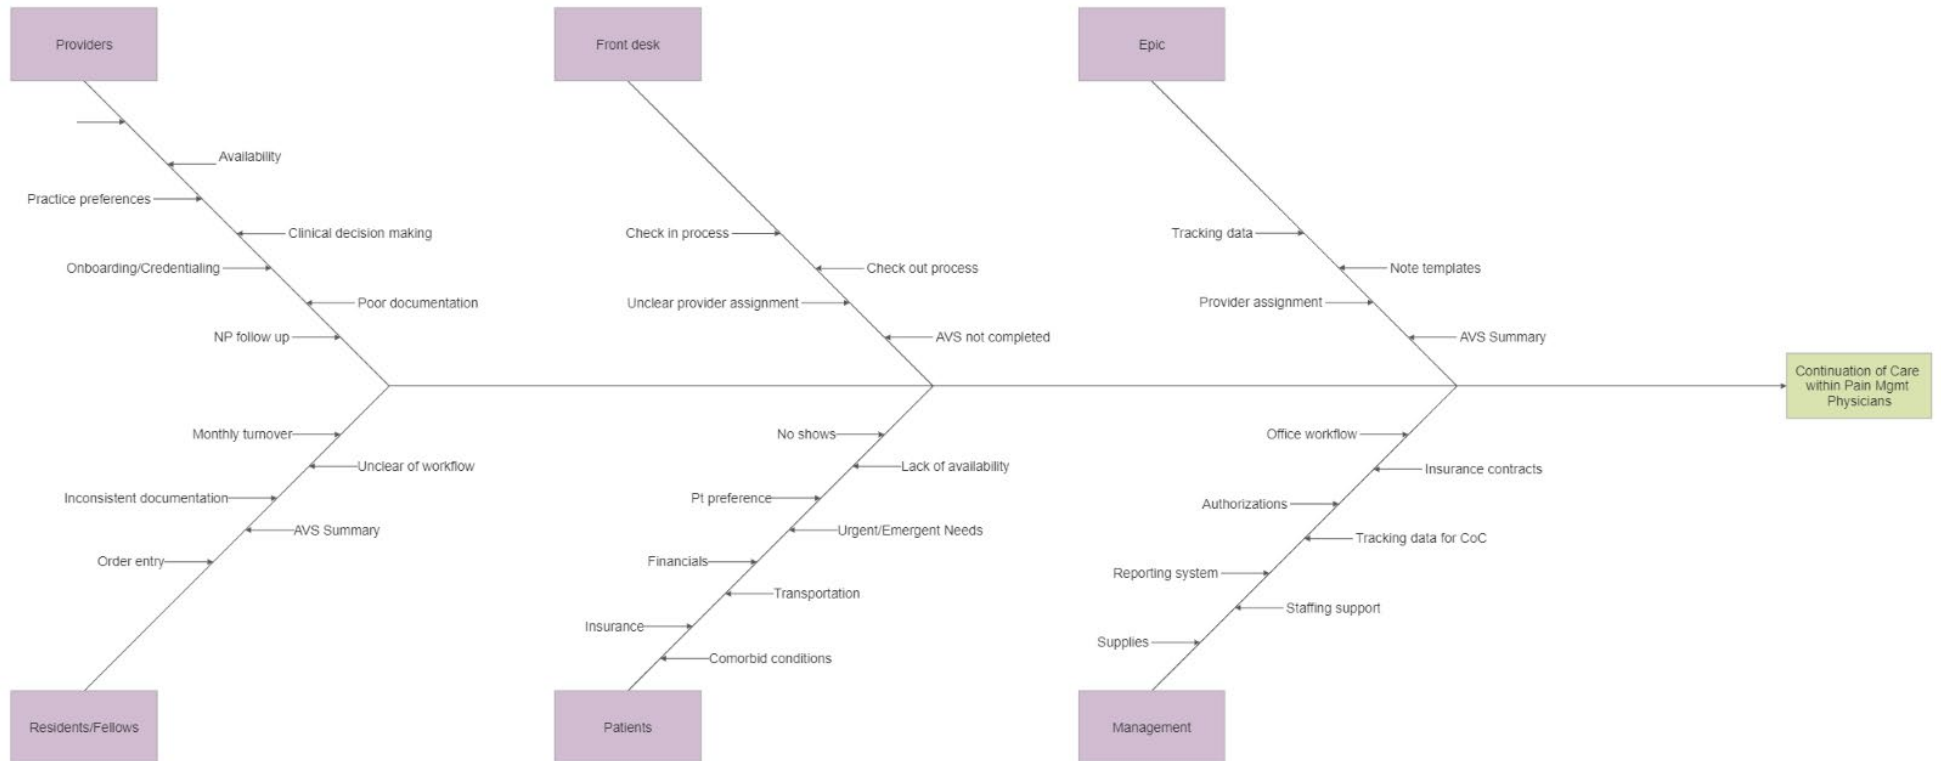 Providers
Front desk
Epic
Availability
Practice preferences
Clinical decision making
Onboarding/Credentialing
Poor documentation
NP follow up
Check in process
Check out process
Unclear provider assignment
AVS not completed
Tracking data
Note templates
Provider assignment
AVS Summary
Continuation of Care
within Pain Mgmt
Physicians
Monthly turnover
Unclear of workflow
Inconsistent documentation
AVS Summary
Order entry
No shows
Lack of availability
Pt preference
Urgent/Emergent Needs
Financials
Transportation
Insurance
Comorbid conditions
Office workflow
Insurance contracts
Authorizations
Tracking data for CoC
Reporting system
Staffing support
Supplies
Residents/Fellows
Patients
Management